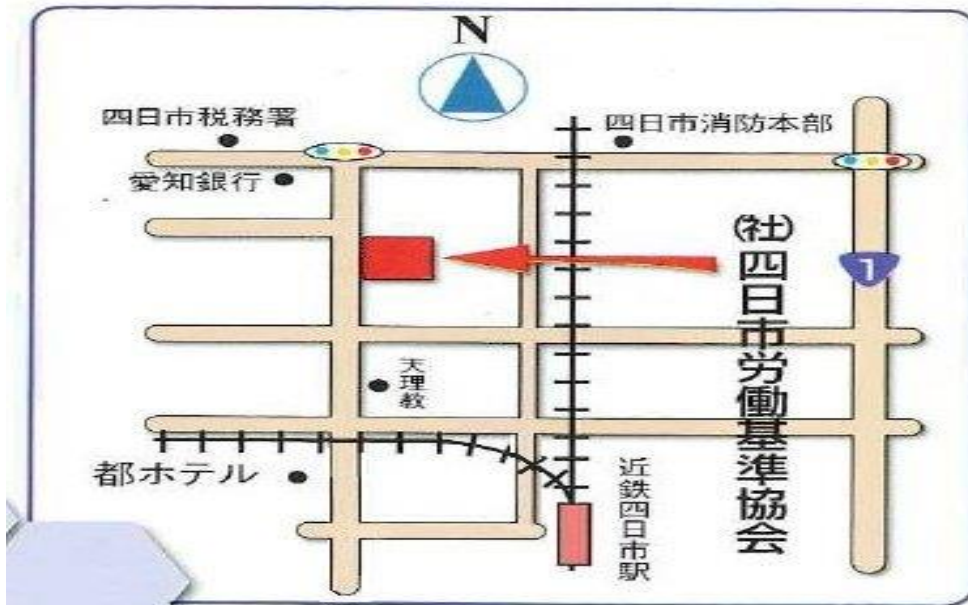 N
四日市税務署
四日市消防本部
愛知銀行
(社)四日市労働基準協会
1
天理教
都ホテル
近鉄四日市駅